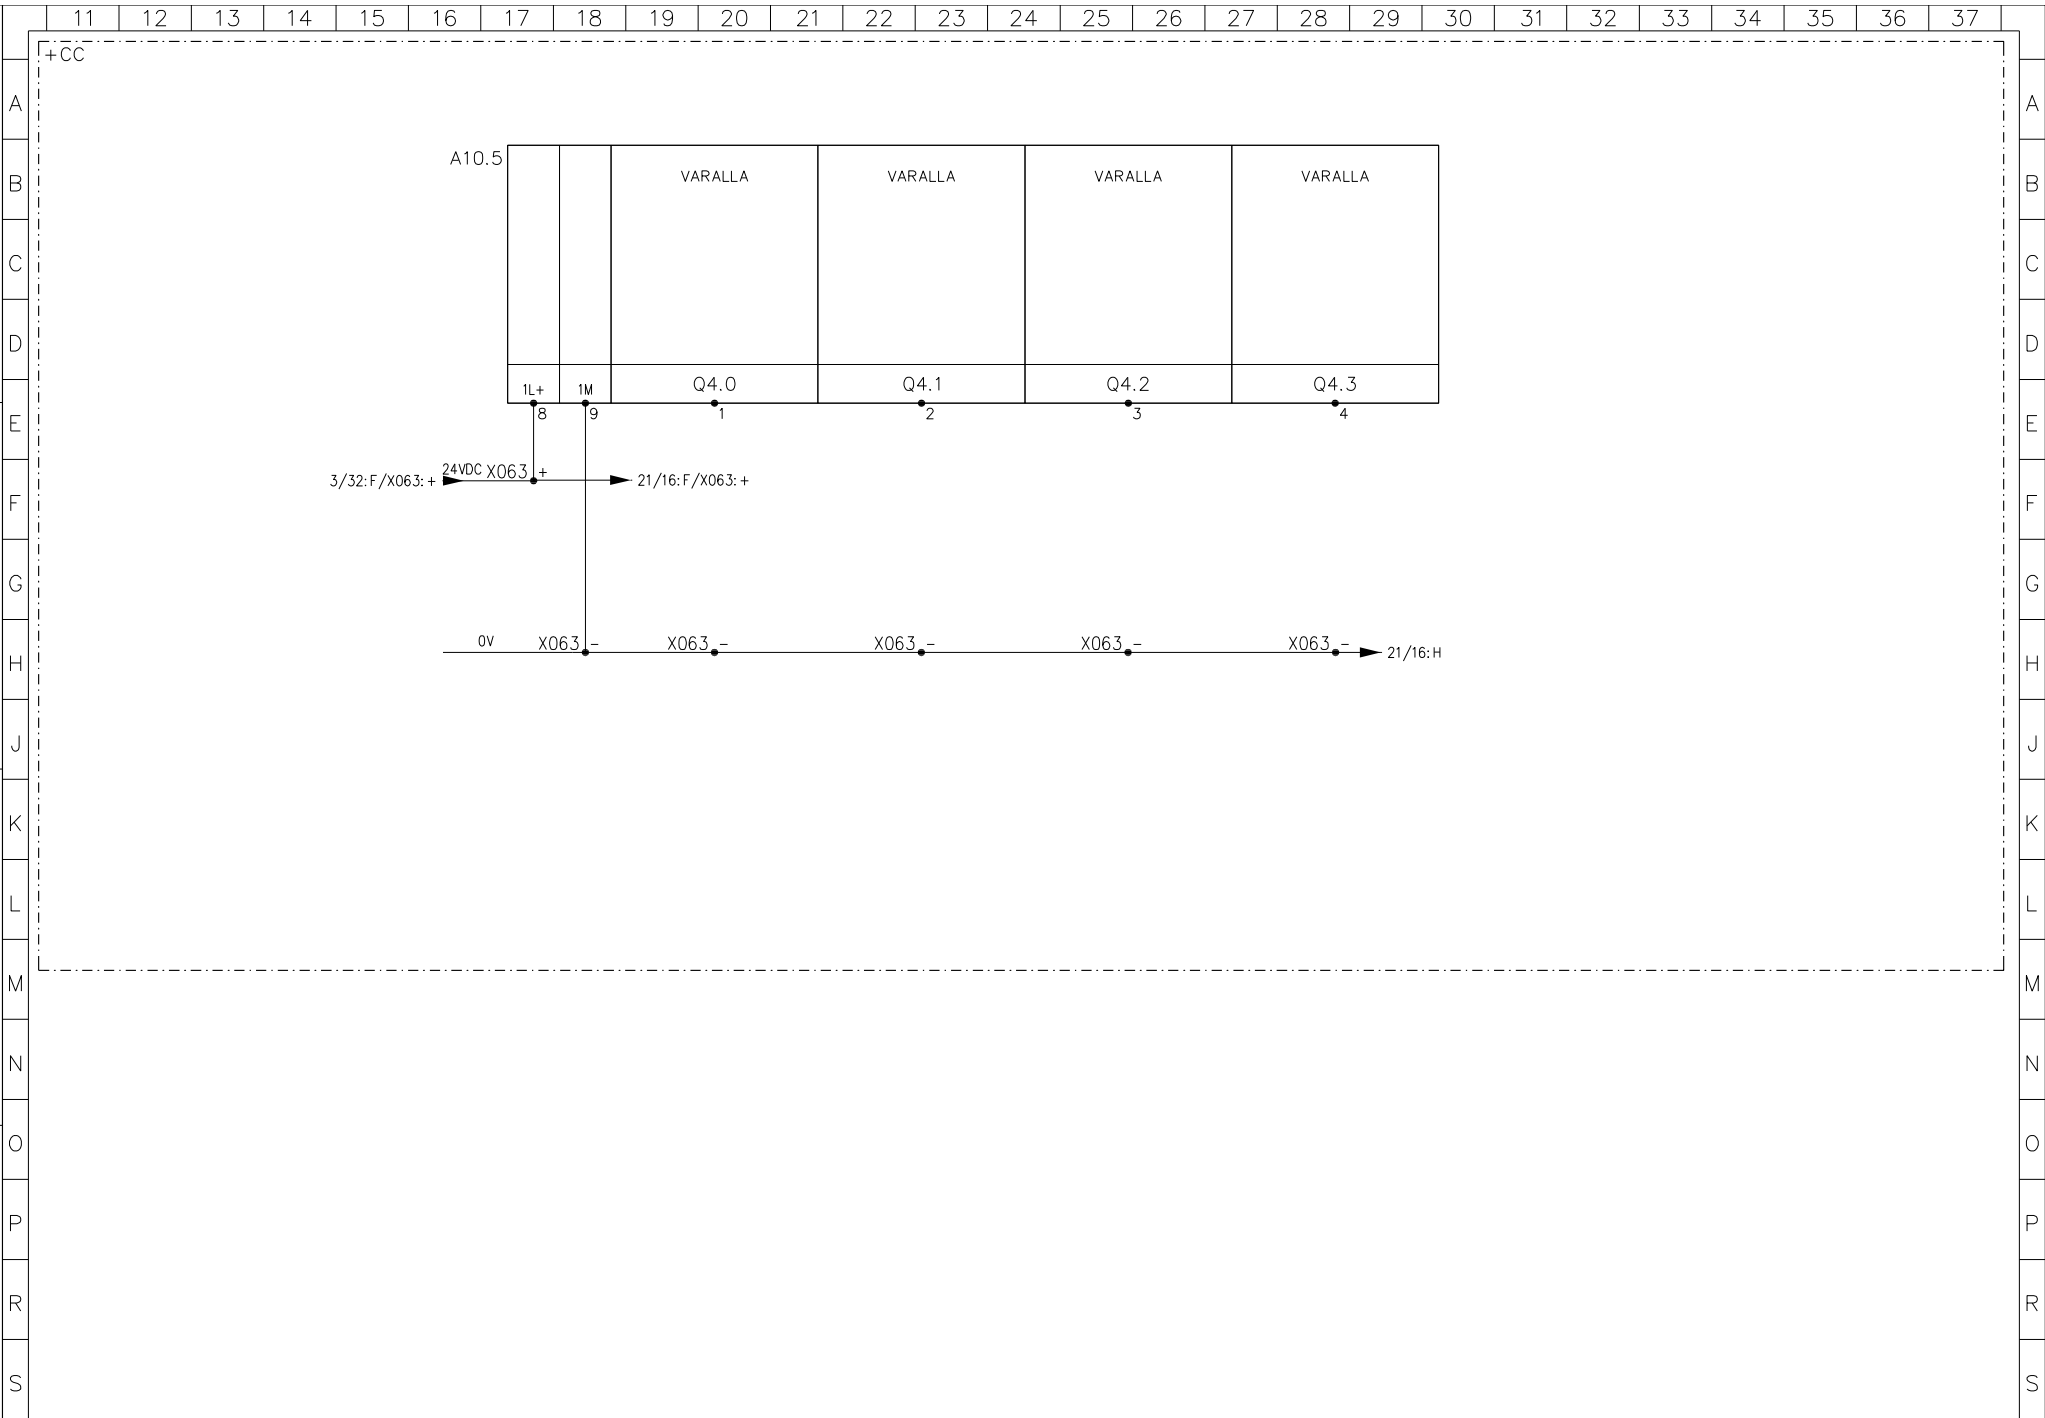 11 12 13 14 15 16 17 18 19 20 21 22 23 24 25 26 27 28 29 30 31 32 33 34 35 36 37
+CC
A A
A10.5 VARALLA VARALLA VARALLA VARALLA
B B
C C
D D
1L+ 1M Q4.0 Q4.1 Q4.2 Q4.3
8 9 1 2 3 4
E E
24VDC X063 +
3/32:F/X063:+ 21/16:F/X063:+
F F
G G
0V X063 - X063 - X063 - X063 - X063 -
21/16:H
H H
J J
K K
L L
M M
N N
O O
P P
R R
S S